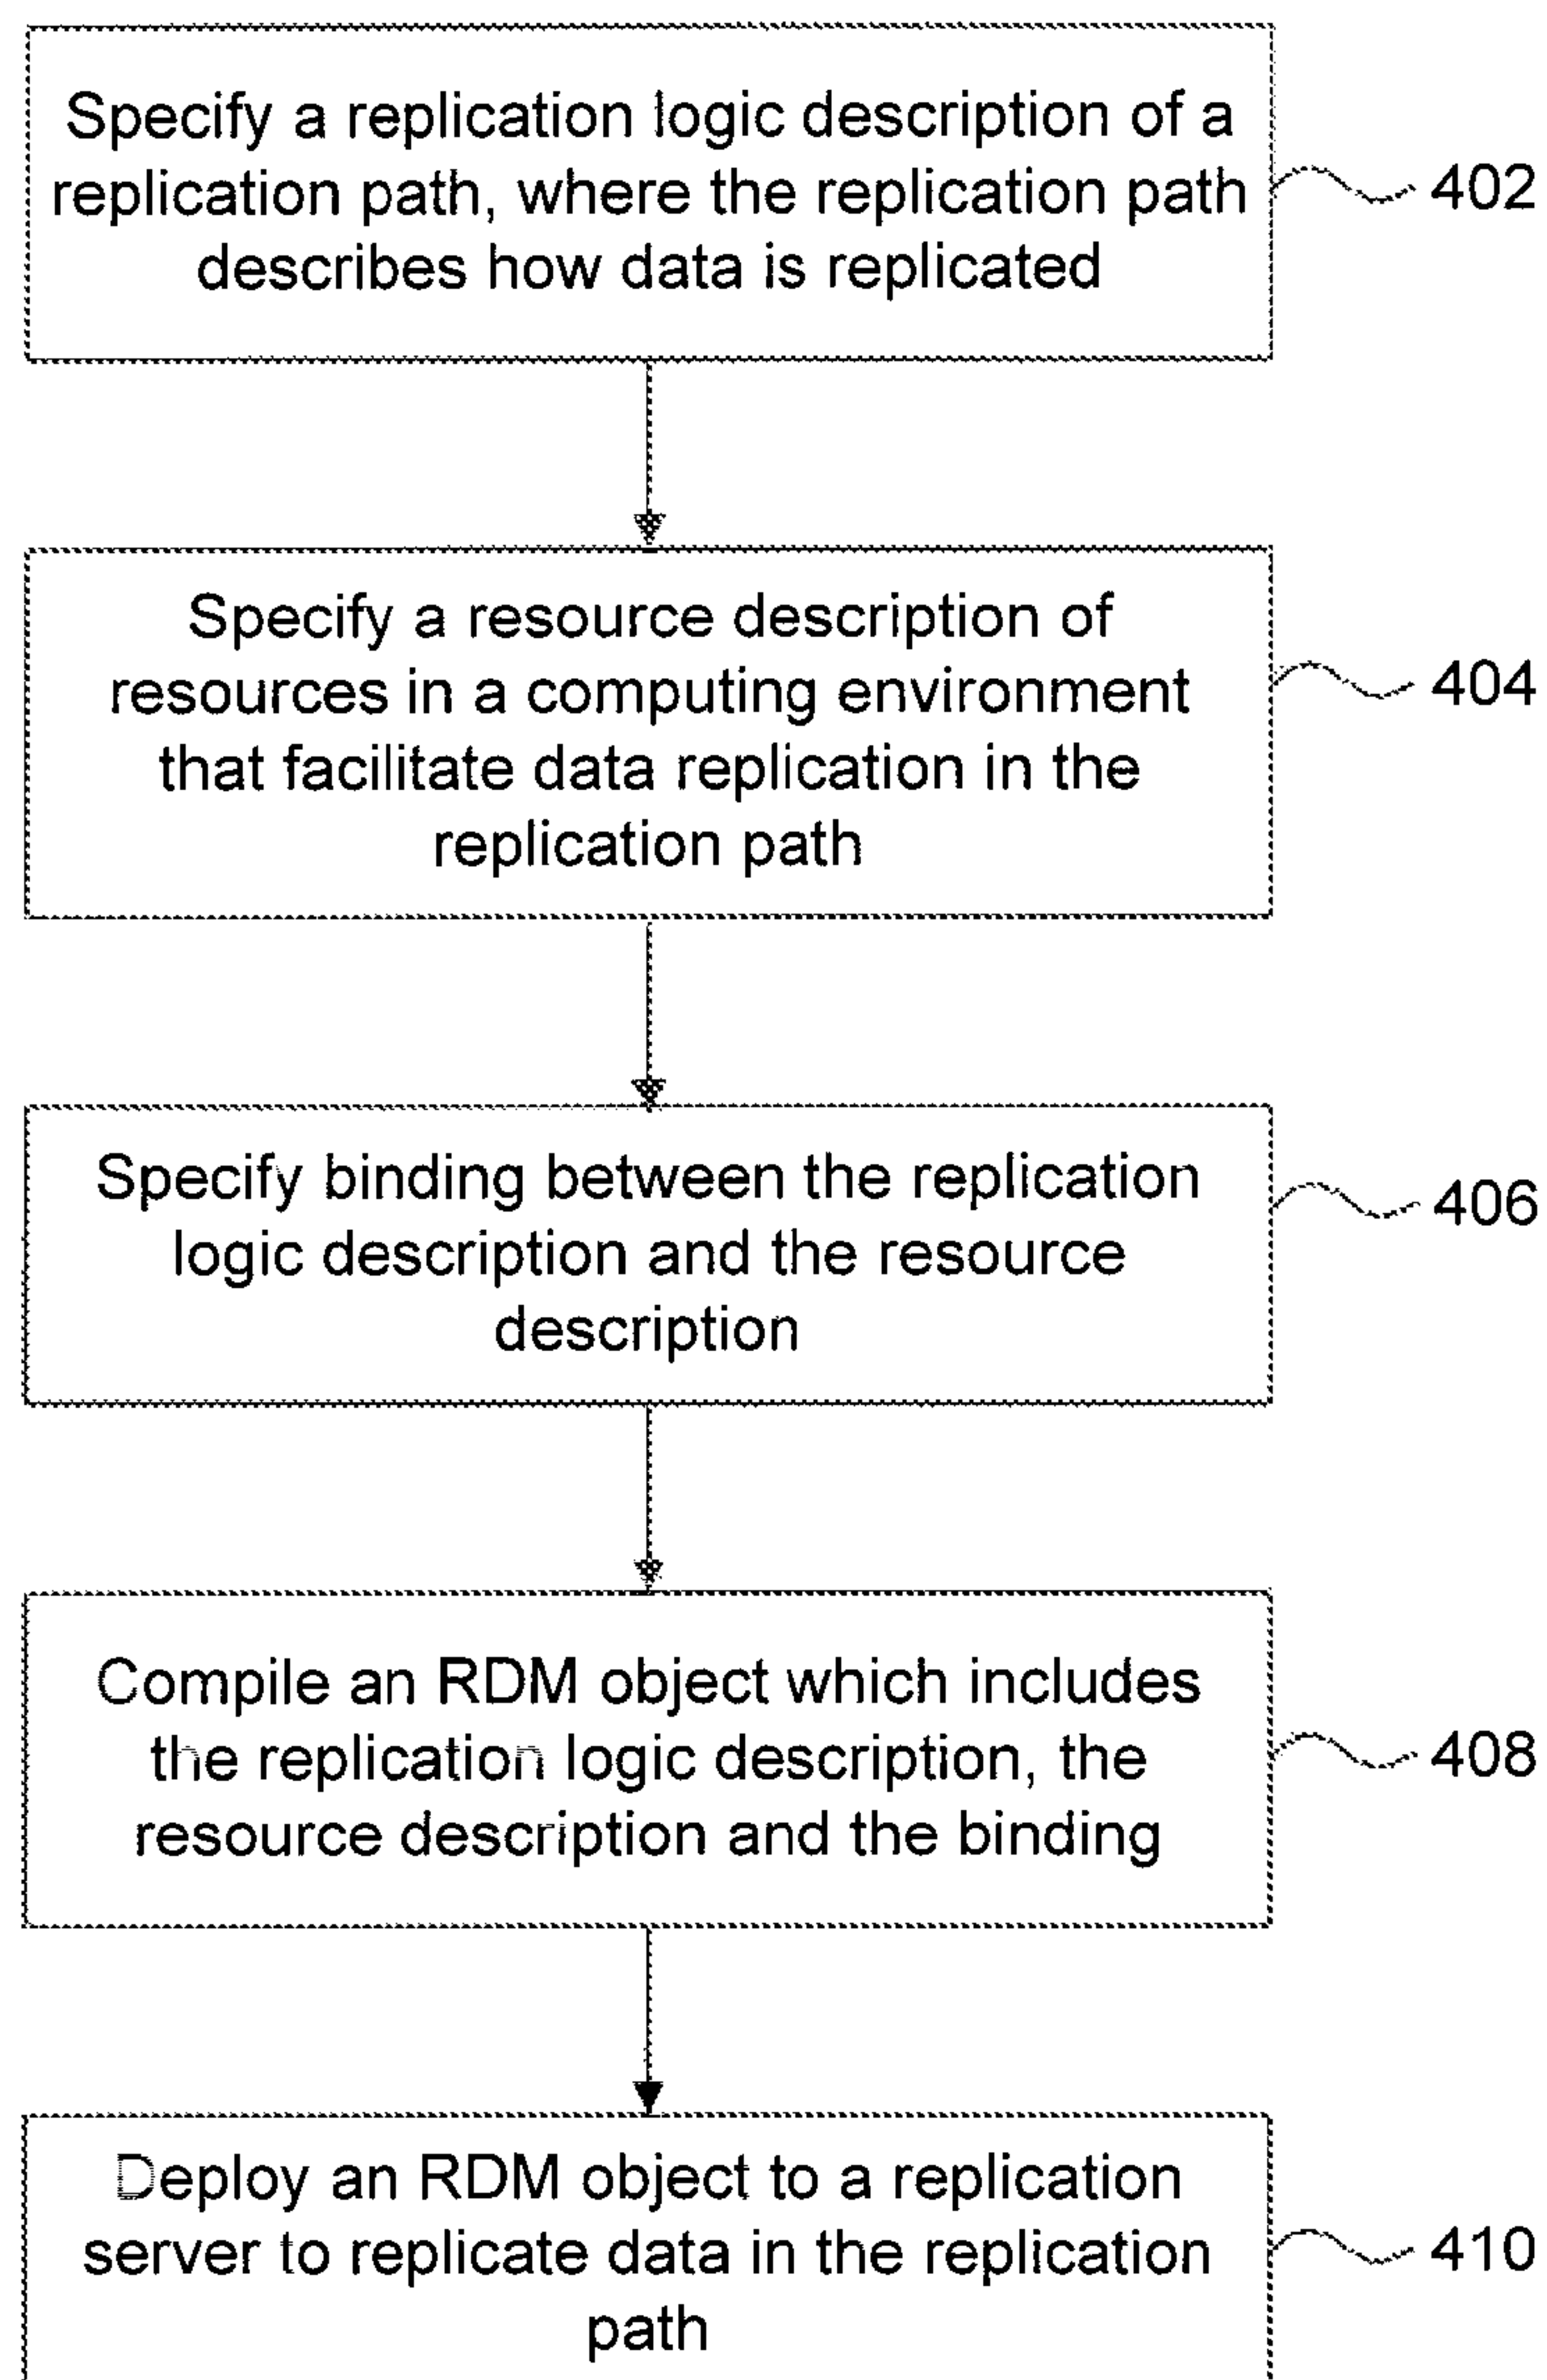 Specify a replication logic description of a
replication path, where the replication path
describes how data is replicated
402
Specify a resource description of
resources in a computing environment
that facilitate data replication in the
replication path
404
Specify binding between the replication
logic description and the resource
description
406
Compile an RDM object which includes
the replication logic description, the
resource description and the binding
408
Deploy an RDM object to a replication
server to replicate data in the replication
path
410